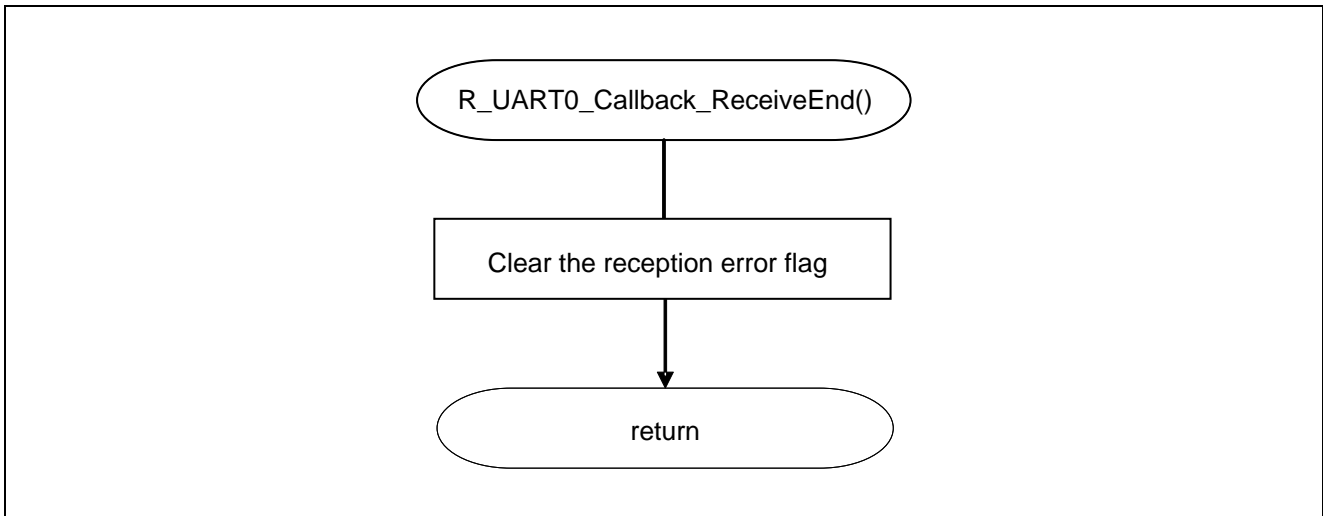 R_UART0_Callback_ReceiveEnd()
Clear the reception error flag
return